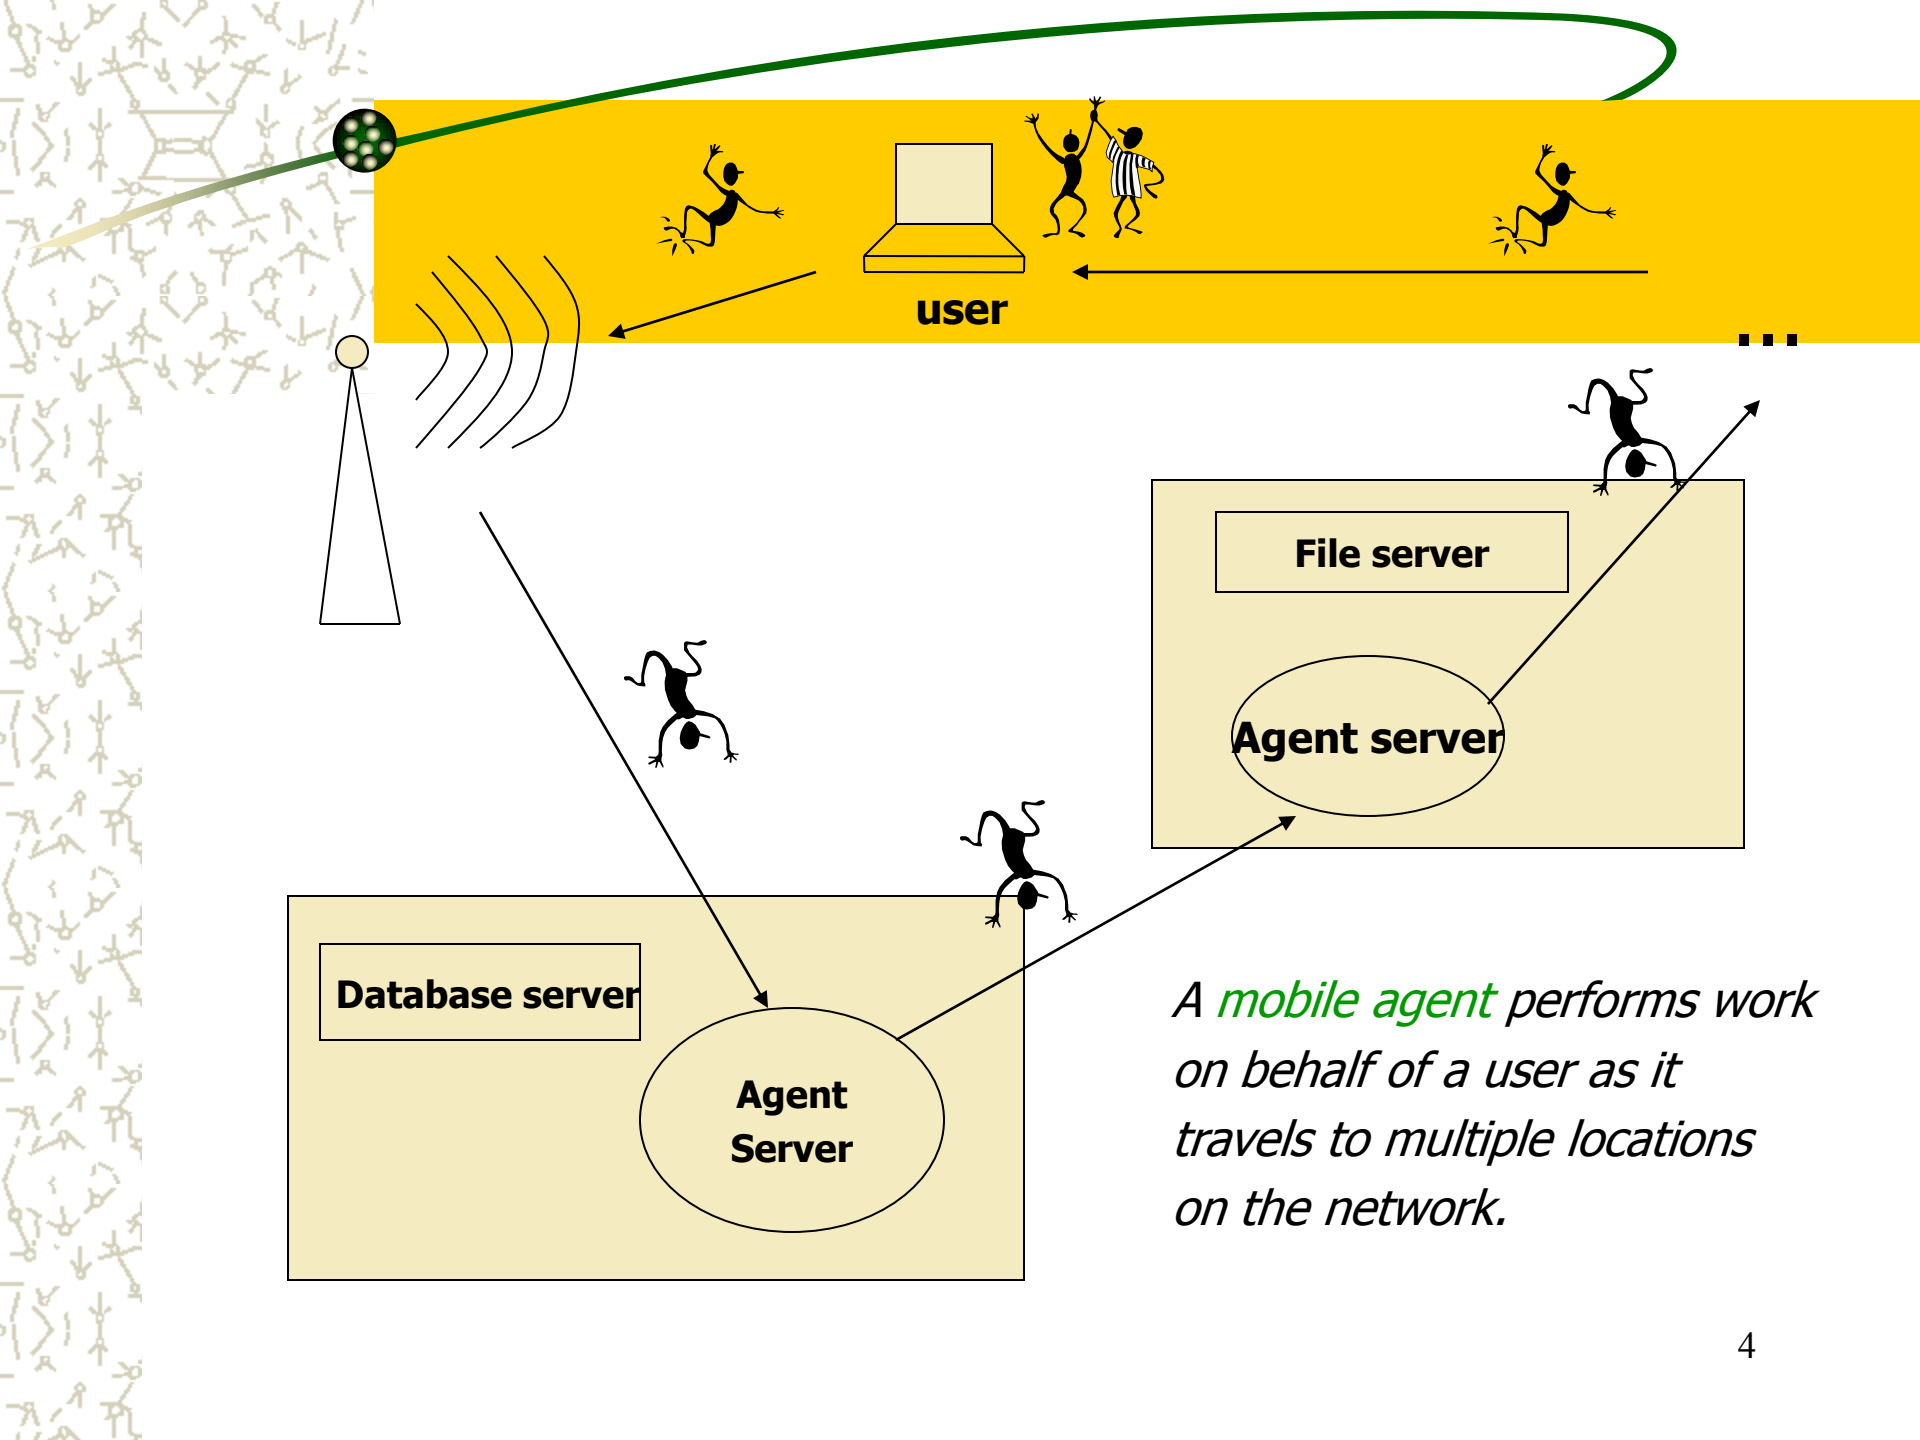 user
...
File server
Agent server
Database server
Agent
Server
A mobile agent performs work
on behalf of a user as it
travels to multiple locations
on the network.
4